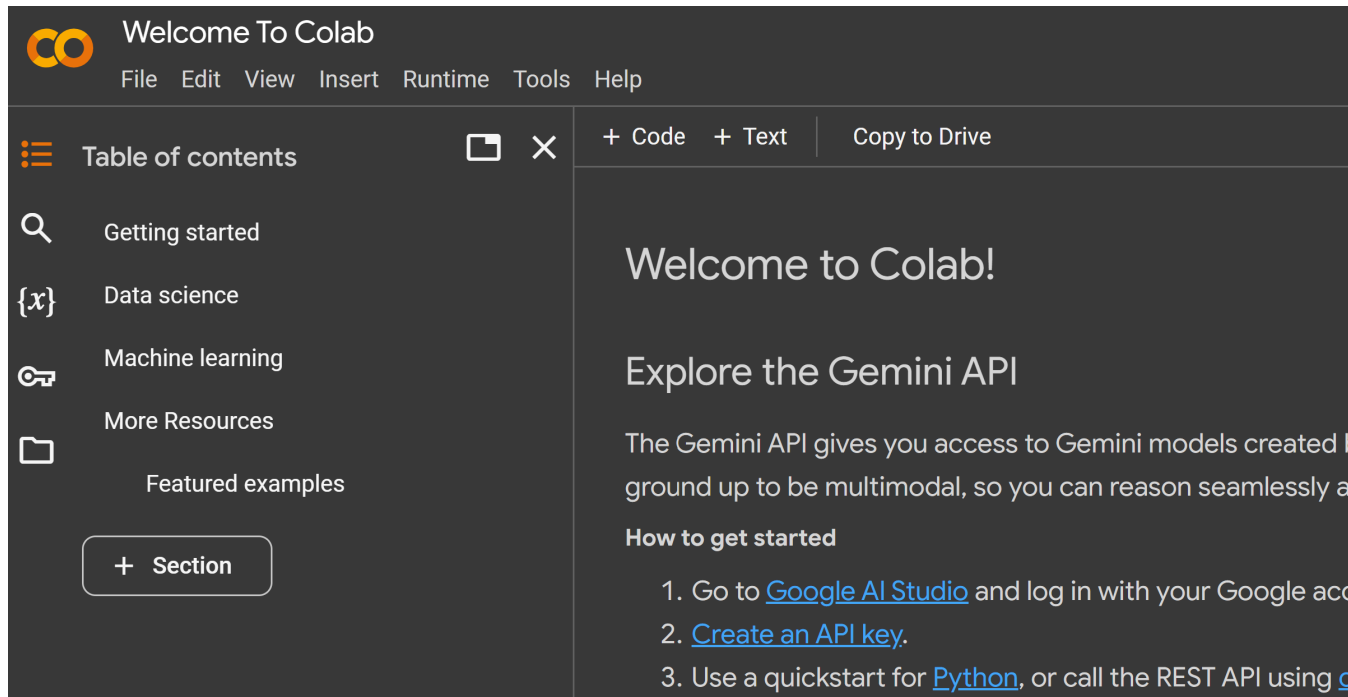 Welcome To Colab
File Edit View Insert Runtime Tools Help
Table of contents
Getting started
Data science
{x}
Machine learning
More Resources
Featured examples
+ Section
+ Code + Text Copy to Drive
Welcome to Colab!
Explore the Gemini API
The Gemini API gives you access to Gemini models created
ground up to be multimodal, so you can reason seamlessly
How to get started
1. Go to Google AI Studio and log in with your Google
2. Create an API key.
3. Use a quickstart for Python, or call the REST API using